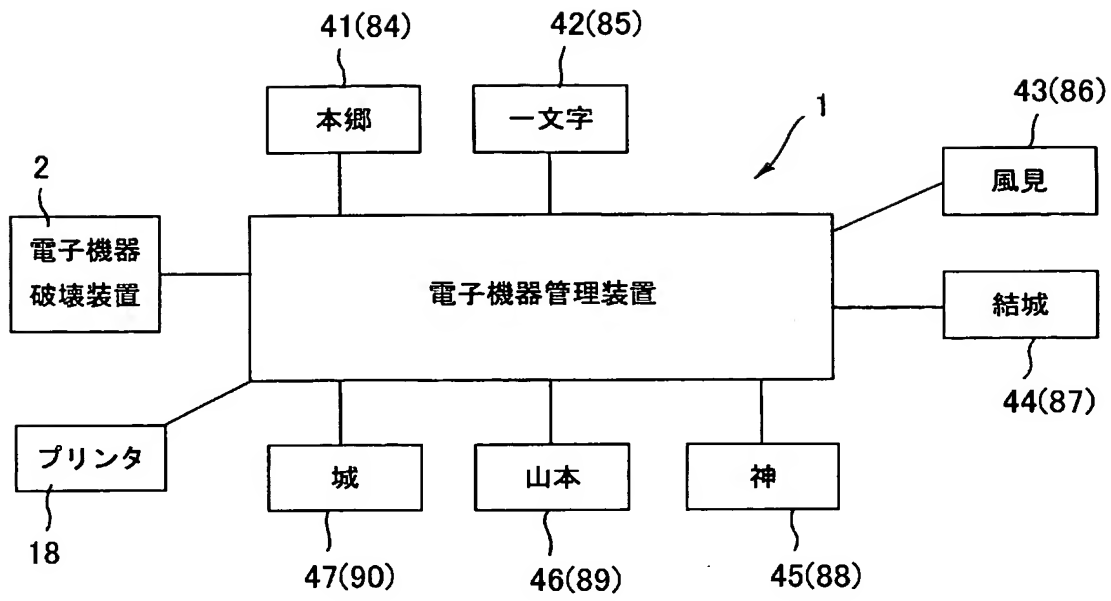 41(84)
42(85)
本郷
一文字
1
43(86)
風見
2
電子機器
破壊装置
電子機器管理装置
結城
44(87)
プリンタ
18
城
山本
神
47(90)
46(89)
45(88)